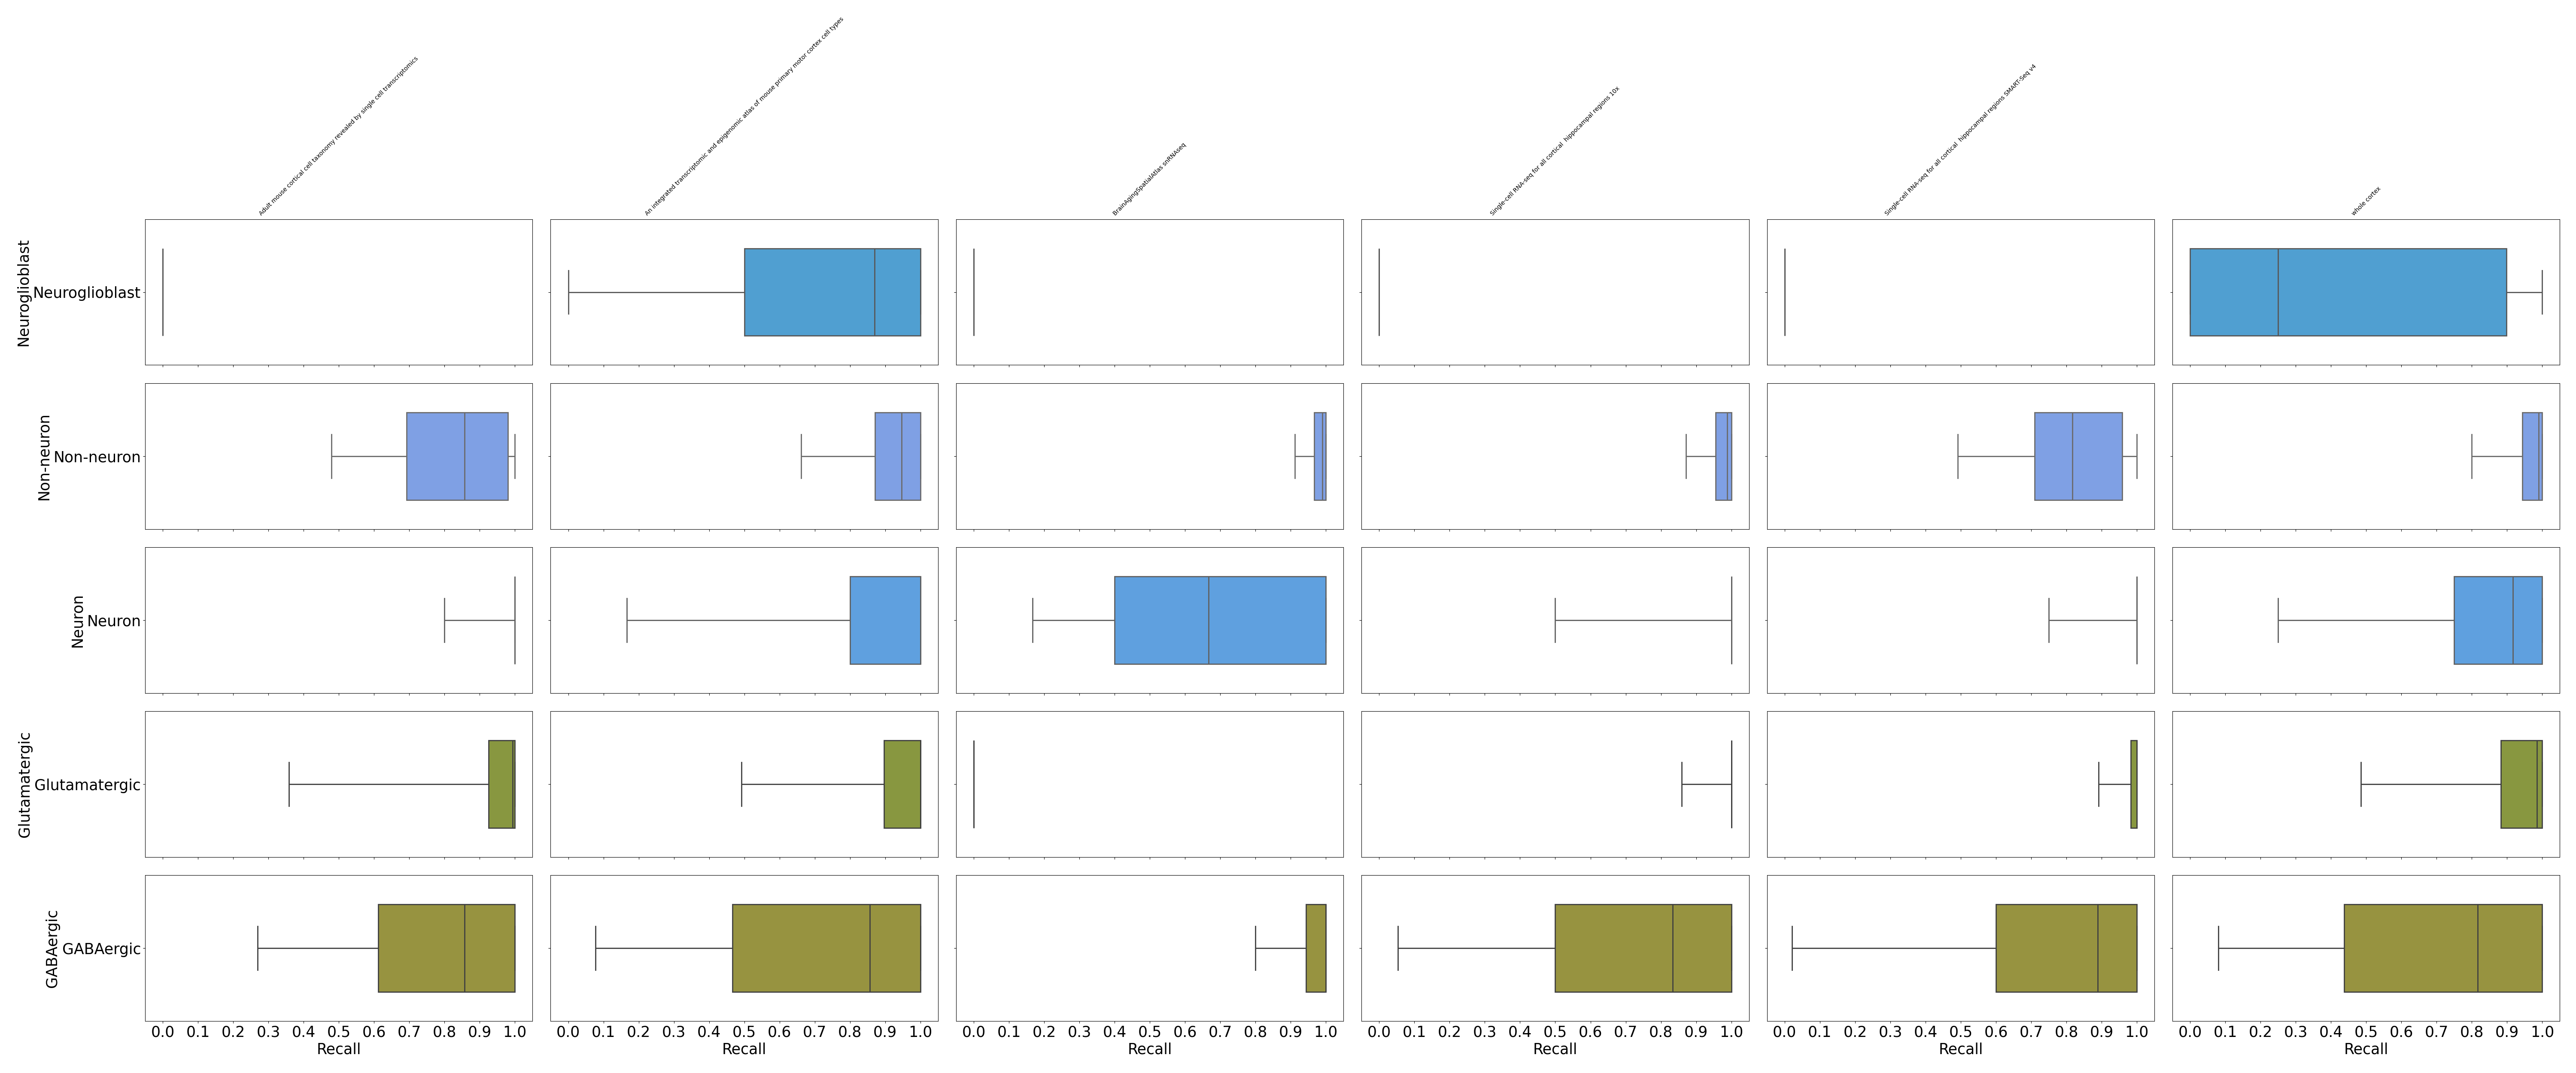 Adult mouse cortical cell taxonomy revealed by single cell transcriptomics
An integrated transcriptomic and epigenomic atlas of mouse primary motor cortex cell types
BrainAgingSpatialAtlas snRNAseq
Single-cell RNA-seq for all cortical  hippocampal regions 10x
Single-cell RNA-seq for all cortical  hippocampal regions SMART-Seq v4
whole cortex
Neuroglioblast
Neuroglioblast
Non-neuron
Non-neuron
Neuron
Neuron
Glutamatergic
Glutamatergic
GABAergic
GABAergic
0.0 0.1 0.2 0.3 0.4 0.5 0.6 0.7 0.8 0.9 1.0
0.0 0.1 0.2 0.3 0.4 0.5 0.6 0.7 0.8 0.9 1.0
0.0 0.1 0.2 0.3 0.4 0.5 0.6 0.7 0.8 0.9 1.0
0.0 0.1 0.2 0.3 0.4 0.5 0.6 0.7 0.8 0.9 1.0
0.0 0.1 0.2 0.3 0.4 0.5 0.6 0.7 0.8 0.9 1.0
0.0 0.1 0.2 0.3 0.4 0.5 0.6 0.7 0.8 0.9 1.0
Recall
Recall
Recall
Recall
Recall
Recall